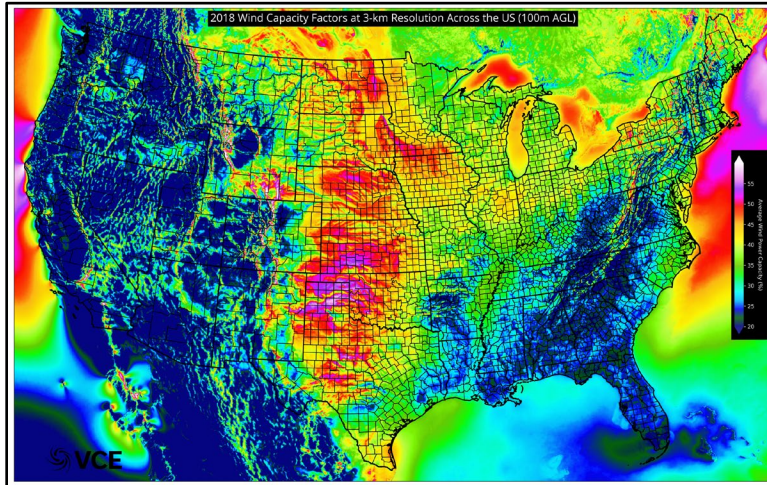 2018 Wind Capacity Factors at 3-km Resolution Across the US (100m AGL)
55
50
45
40
35
30
25
20
Average Wind Power Capacity (%)
VCE